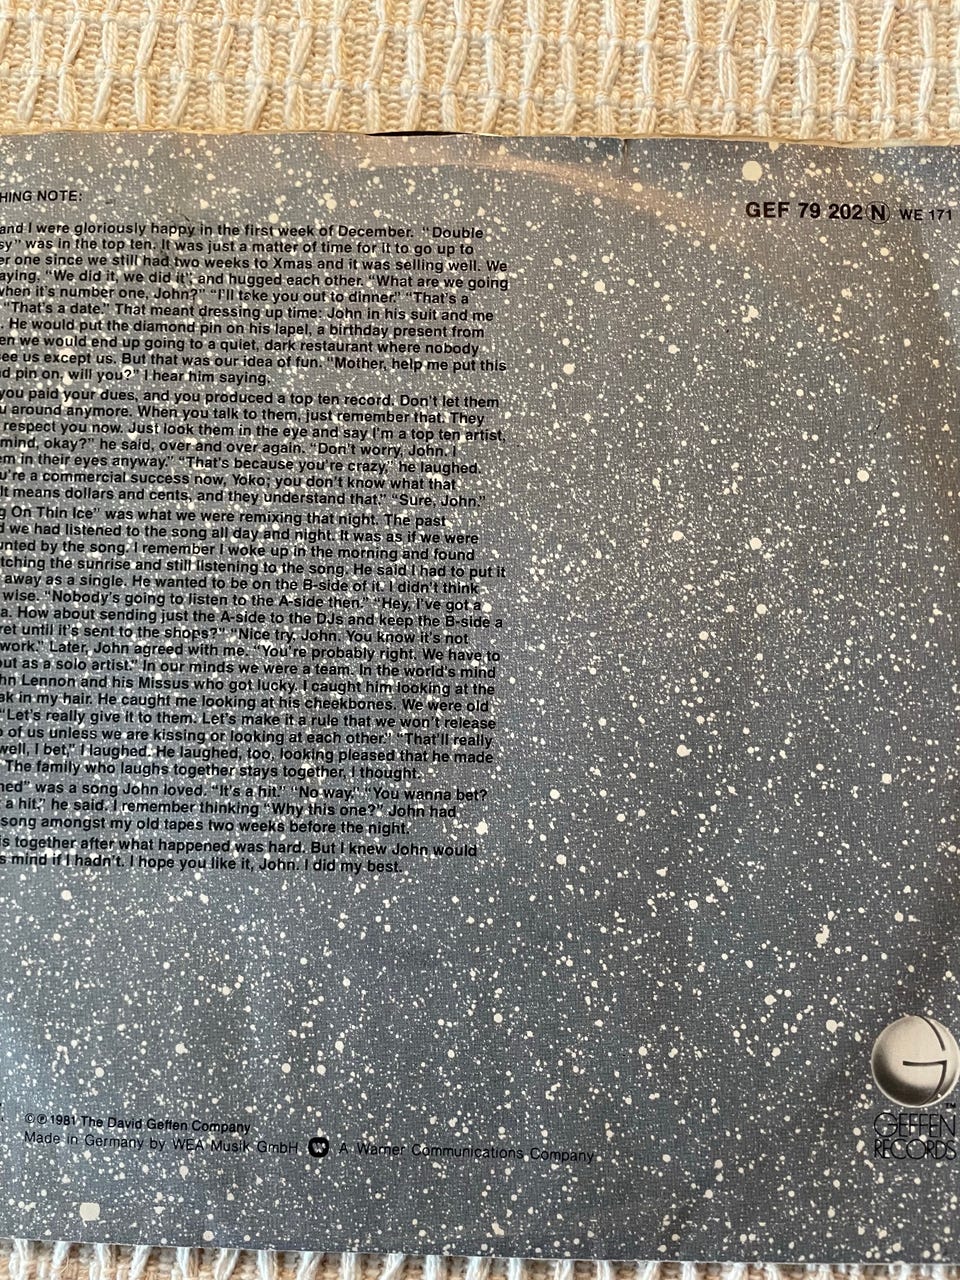 HING NOTE:
GEF 79 202 N WE 171
and I were gloriously happy in the first week of December. "Double
sy" was in the top ten. It was just a matter of time for it to go up to
er one since we still had two weeks to Xmas and it was selling well. We
aying, "We did it, we did it", and hugged each other. "What are we going
when it's number one, John?" "I'll take you out to dinner." "That's a
"That's a date." That meant dressing up time: John in his suit and me
. He would put the diamond pin on his lapel, a birthday present from
en we would end up going to a quiet, dark restaurant where nobody
ee us except us. But that was our idea of fun. "Mother, help me put this
d pin on, will you?" I hear him saying.
you paid your dues, and you produced a top ten record. Don't let them
u around anymore. When you talk to them, just remember that. They
respect you now. Just look them in the eye and say I'm a top ten artist,
mind, okay?" he said, over and over again. "Don't worry, John. I
em in their eyes anyway." "That's because you're crazy," he laughed.
u're a commercial success now, Yoko; you don't know what that
It means dollars and cents, and they understand that." "Sure, John."
g On Thin Ice" was what we were remixing that night. The past
d we had listened to the song all day and night. It was as if we were
unted by the song. I remember I woke up in the morning and found
tching the sunrise and still listening to the song. He said I had to put it
away as a single. He wanted to be on the B-side of it. I didn't think
wise. "Nobody's going to listen to the A-side then." "Hey, I've got a
a. How about sending just the A-side to the DJs and keep the B-side a
ret until it's sent to the shops?" "Nice try, John. You know it's not
work." Later, John agreed with me. "You're probably right. We have to
out as a solo artist." In our minds we were a team. In the world's mind
hn Lennon and his Missus who got lucky. I caught him looking at the
ak in my hair. He caught me looking at his cheekbones. We were old
"Let's really give it to them. Let's make it a rule that we won't release
o of us unless we are kissing or looking at each other." "That'll really
well, I bet," I laughed. He laughed, too, looking pleased that he made
. The family who laughs together stays together, I thought.
ned" was a song John loved. "It's a hit." "No way." "You wanna bet?
a hit," he said. I remember thinking "Why this one?" John had
song amongst my old tapes two weeks before the night.
is together after what happened was hard. But I knew John would
s mind if I hadn't. I hope you like it, John. I did my best.
© ℗ 1981 The David Geffen Company
Made in Germany by WEA Musik GmbH W A Warner Communications Company
G
GEFFEN
RECORDS
TM